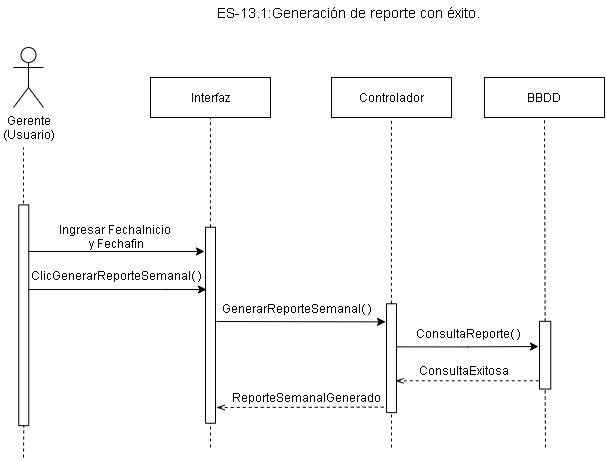 ES-13.1:Generación de reporte con éxito.
Interfaz
Controlador
BBDD
Gerente
(Usuario)
Ingresar FechaInicio
y Fechafin
ClicGenerarReporteSemanal()
GenerarReporteSemanal()
ConsultaReporte()
ConsultaExitosa
ReporteSemanalGenerado